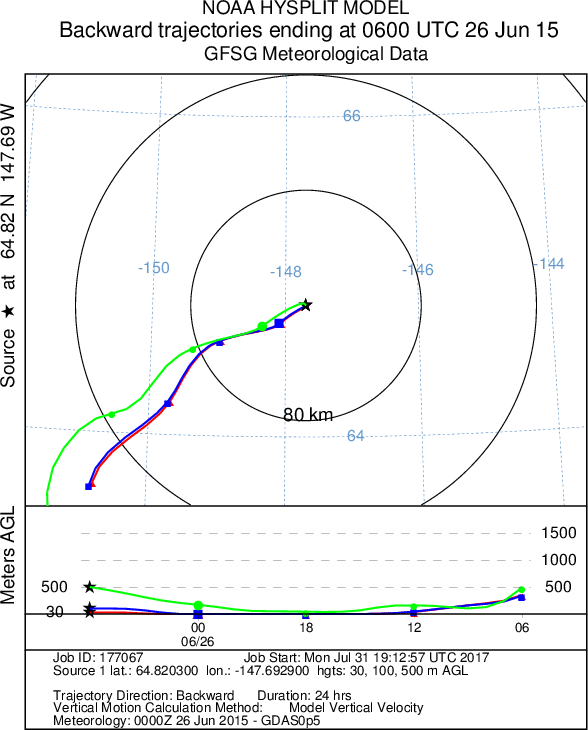 NOAA HYSPLIT MODEL
Backward trajectories ending at 0600 UTC 26 Jun 15
GFSG Meteorological Data
Source ★ at 64.82 N 147.69 W
66
-150
-148
-146
-144
80 km
64
Meters AGL
1500
1000
500
500
30
00
18
12
06
06/26
Job ID: 177067 Job Start: Mon Jul 31 19:12:57 UTC 2017
Source 1 lat.: 64.820300 lon.: -147.692900 hgts: 30, 100, 500 m AGL
Trajectory Direction: Backward Duration: 24 hrs
Vertical Motion Calculation Method: Model Vertical Velocity
Meteorology: 0000Z 26 Jun 2015 - GDAS0p5